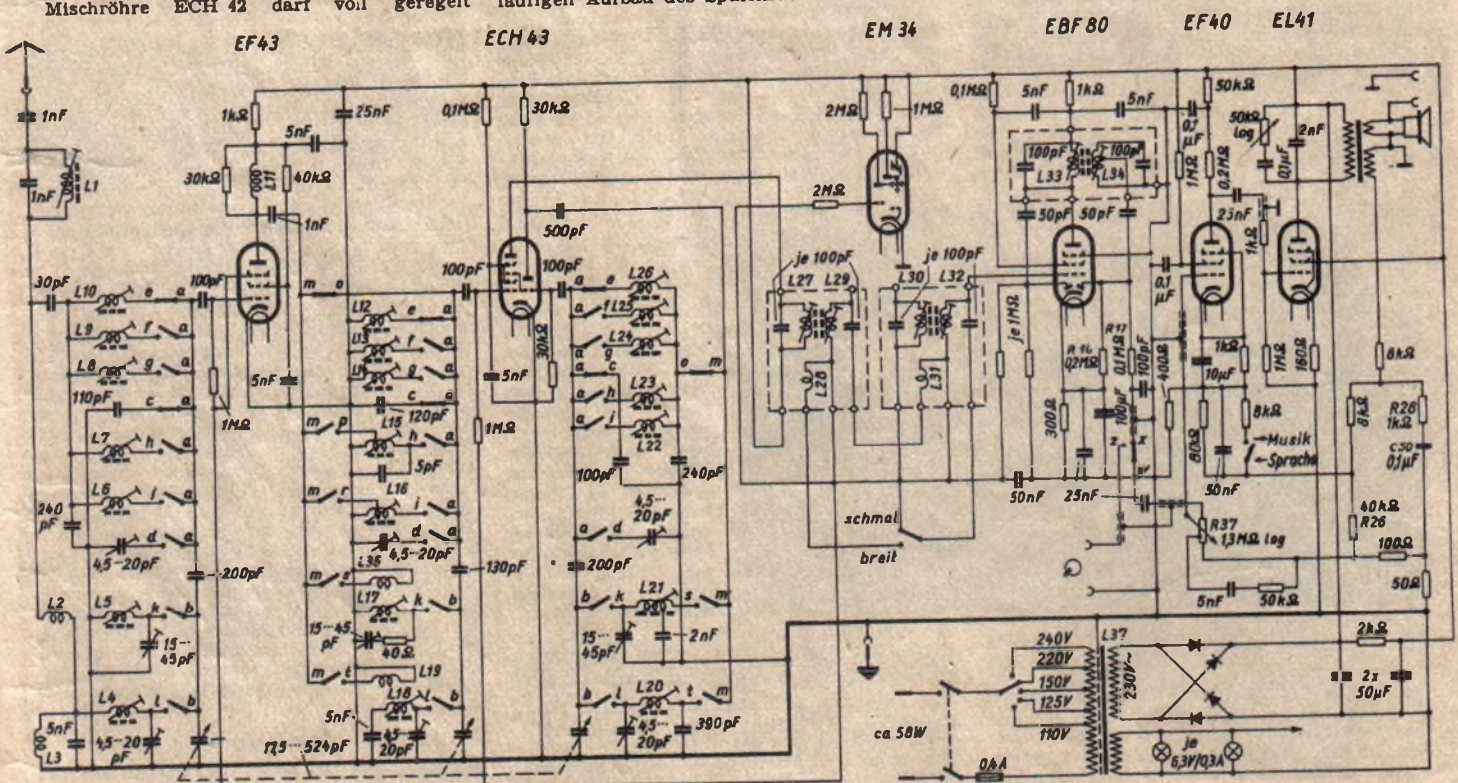 Mischröhre ECH 42 darf voll geregelt
läufigen Aufbau des
EF43
ECH 43
EM 34
EBF 80
EF40
EL41
1nF
1nF
L1
30pF
L10
e
a
100pF
L9
f
a
L8
g
a
110pF
c
a
L7
h
a
240
pF
L6
i
a
d
a
4,5-20pF
200pF
L2
L5
k
b
15...
45pF
L4
l
b
5nF
L3
4,5-20
pF
1kΩ
5nF
25nF
30kΩ
L11
40kΩ
1nF
5nF
1MΩ
m
o
L12
e
a
L13
f
a
g
a
c
a
120pF
m
p
L15
h
a
5pF
m
r
L16
i
a
d
a
4,5-20pF
L36
130pF
m
s
L17
k
b
15-45
pF
40Ω
L19
m
t
L18
l
b
5nF
4,5-
20pF
17,5...524pF
0,1MΩ
30kΩ
500pF
100pF
100pF
5nF
30kΩ
1MΩ
L26
a
e
a
f
L25
a
g
L24
a
c
o
m
a
h
L23
a
i
L22
100pF
240pF
4,5-
20pF
a
d
200pF
b
k
L21
s
m
15...
45pF
2nF
b
l
L20
t
m
4,5-
20pF
390pF
2MΩ
1MΩ
2MΩ
je 100pF
L27
L29
L28
je 100pF
L30
L32
L31
schmal
breit
0,1MΩ
5nF
1kΩ
5nF
100pF
100pF
L33
L34
50pF
50pF
je 1MΩ
R16
0,2MΩ
R17
0,1MΩ
100pF
300Ω
100µF
z
x
50nF
25nF
0,1
µF
50kΩ
1MΩ
0,2MΩ
25nF
0,1
µF
400Ω
1kΩ
10µF
80kΩ
8kΩ
Musik
Sprache
50nF
R37
1,3MΩ log
5nF
50kΩ
50kΩ
log
0,1µF
2nF
1kΩ
1MΩ
160Ω
8kΩ
8kΩ
R28
1kΩ
C50
0,1µF
40kΩ
R26
100Ω
50Ω
ca 58W
0,4A
240V
220V
150V
125V
110V
L37
230V~
2kΩ
2x
50µF
je
6,3V/0,3A